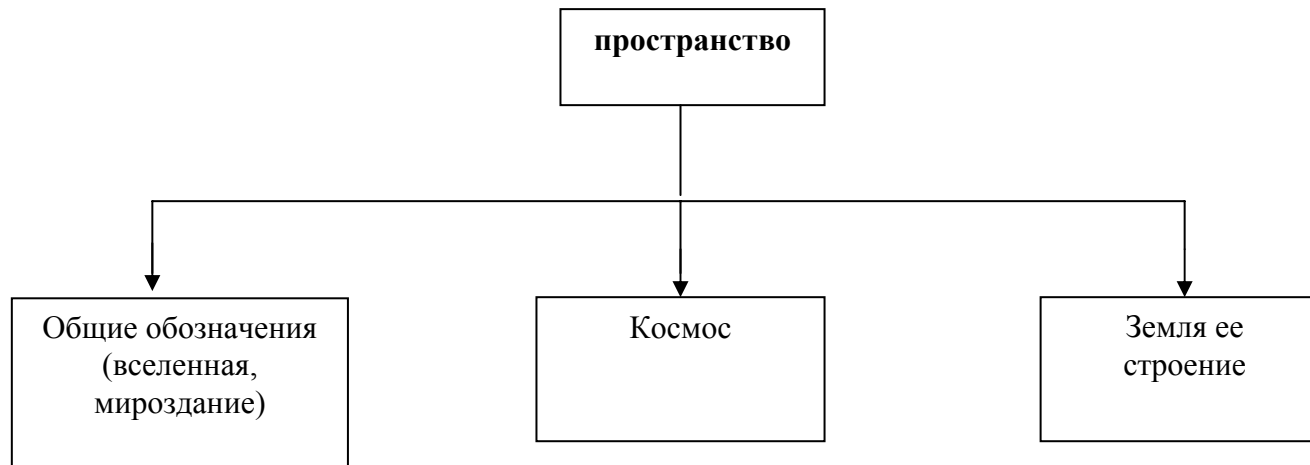 пространство
Общие обозначения
(вселенная,
мироздание)
Космос
Земля ее
строение